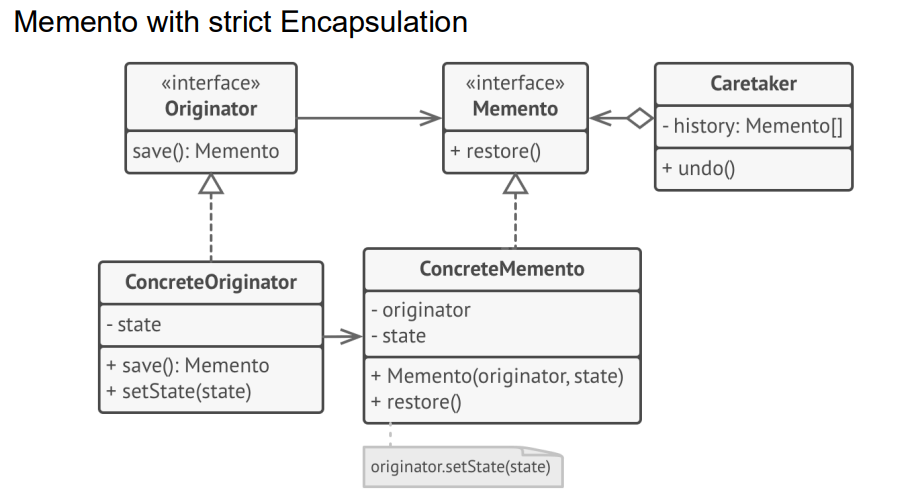 Memento with strict Encapsulation
«interface»
Originator
save(): Memento
«interface»
Memento
+ restore()
Caretaker
- history: Memento[]
+ undo()
ConcreteOriginator
- state
+ save(): Memento
+ setState(state)
ConcreteMemento
- originator
- state
+ Memento(originator, state)
+ restore()
originator.setState(state)